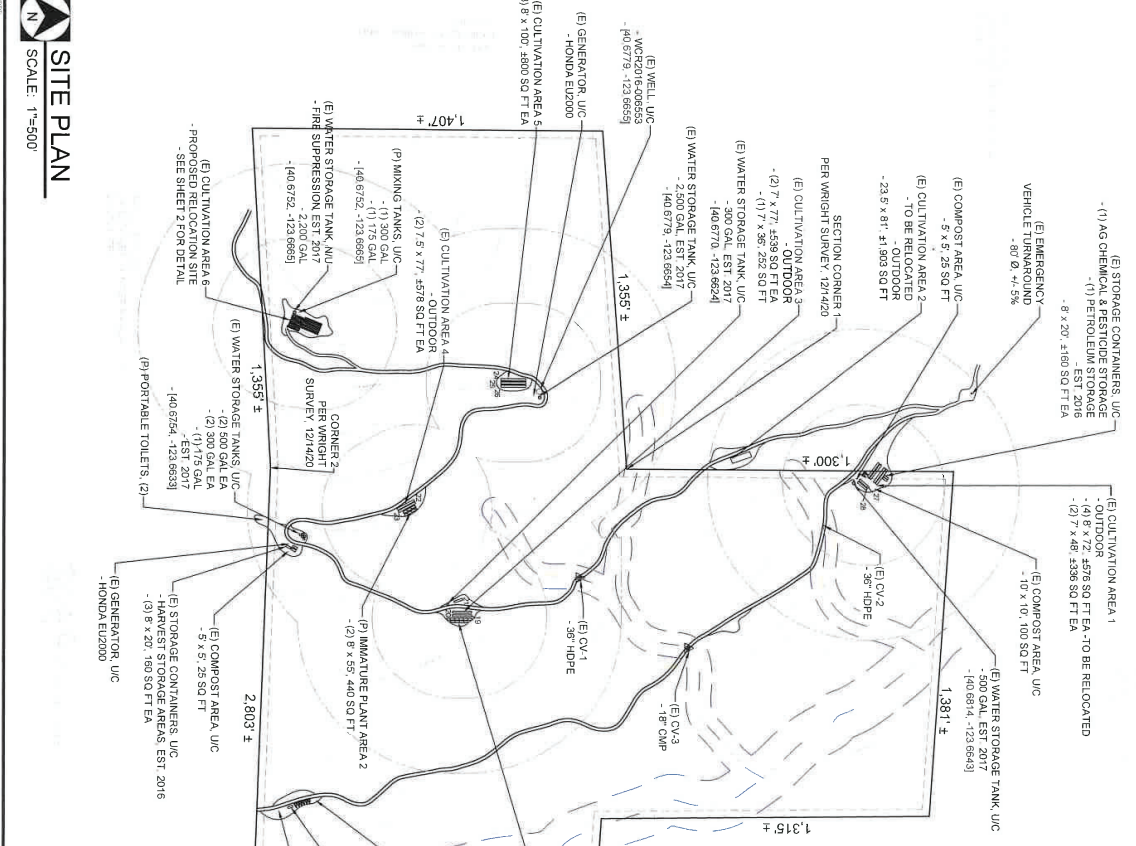 (E) STORAGE CONTAINERS, U/C
- (1) AG CHEMICAL & PESTICIDE STORAGE
- (1) PETROLEUM STORAGE
- EST. 2016
- 8' x 20', ±160 SQ FT EA
(E) EMERGENCY
VEHICLE TURNAROUND
- 80' Ø, +/- 5%
(E) COMPOST AREA, U/C
- 5' x 5', 25 SQ FT
(E) CULTIVATION AREA 2
- TO BE RELOCATED
- OUTDOOR
- 23.5' x 81', ±1,903 SQ FT
SECTION CORNER 1
PER WRIGHT SURVEY, 12/14/20
(E) CULTIVATION AREA 3
- OUTDOOR
- (2) 7' x 77', ±539 SQ FT EA
- (1) 7' x 36', 252 SQ FT
(E) WATER STORAGE TANK, U/C
- 300 GAL, EST. 2017
- [40.6770, -123.6624]
(E) WATER STORAGE TANK, U/C
- 2,500 GAL, EST. 2017
- [40.6779, -123.6654]
(E) WELL, U/C
- WCR2016-006553
- [40.6779, -123.6655]
(E) GENERATOR, U/C
- HONDA EU2000
(E) CULTIVATION AREA 5
8' x 100', ±800 SQ FT EA
(E) CULTIVATION AREA 1
- OUTDOOR
- (4) 8' x 72', ±576 SQ FT EA -TO BE RELOCATED
- (2) 7' x 48', ±336 SQ FT EA
(E) COMPOST AREA, U/C
- 10' x 10', 100 SQ FT
(E) WATER STORAGE TANK, U/C
- 500 GAL, EST. 2017
- [40.6814, -123.6643]
(E) CV-2
- 36" HDPE
(E) CV-3
- 18" CMP
(E) CV-1
- 36" HDPE
1,407' ±
1,355' ±
1,300' ±
1,381' ±
1,315' ±
1,355' ±
2,803' ±
27
28
24
25
26
22
23
19
(E) CULTIVATION AREA 4
- OUTDOOR
- (2) 7.5' x 77', ±578 SQ FT EA
(P) MIXING TANKS, U/C
- (1) 300 GAL
- (1) 175 GAL
- [40.6752, -123.6665]
(E) WATER STORAGE TANK, N/U
- FIRE SUPPRESSION, EST. 2017
- 2,200 GAL
- [40.6752, -123.6665]
(E) CULTIVATION AREA 6
- PROPOSED RELOCATION SITE
- SEE SHEET 2 FOR DETAIL
CORNER 2
PER WRIGHT
SURVEY, 12/14/20
(E) WATER STORAGE TANKS, U/C
- (2) 500 GAL EA
- (2) 300 GAL EA
- (1) 175 GAL
- EST. 2017
- [40.6754, -123.6633]
(P) PORTABLE TOILETS, (2)
(P) IMMATURE PLANT AREA 2
- (2) 8' x 55', 440 SQ FT
(E) COMPOST AREA, U/C
- 5' x 5', 25 SQ FT
(E) STORAGE CONTAINERS, U/C
- HARVEST STORAGE AREAS, EST. 2016
- (3) 8' x 20', 160 SQ FT EA
(E) GENERATOR, U/C
- HONDA EU2000
N
SITE PLAN
SCALE: 1"=500'